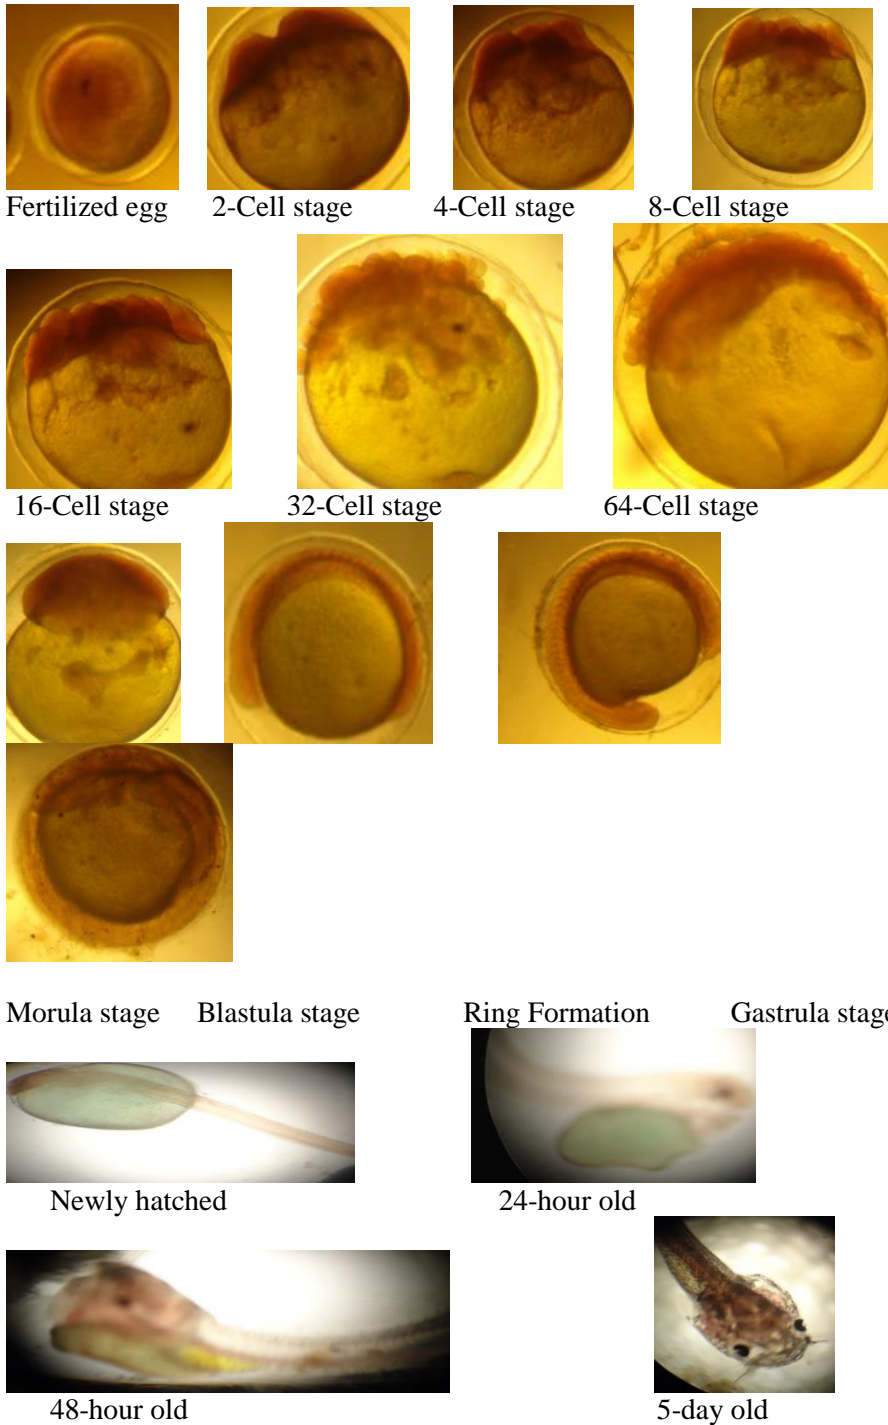 Fertilized egg 2-Cell stage 4-Cell stage 8-Cell stage
16-Cell stage 32-Cell stage 64-Cell stage
Morula stage Blastula stage Ring Formation Gastrula stage
Newly hatched 24-hour old
48-hour old 5-day old